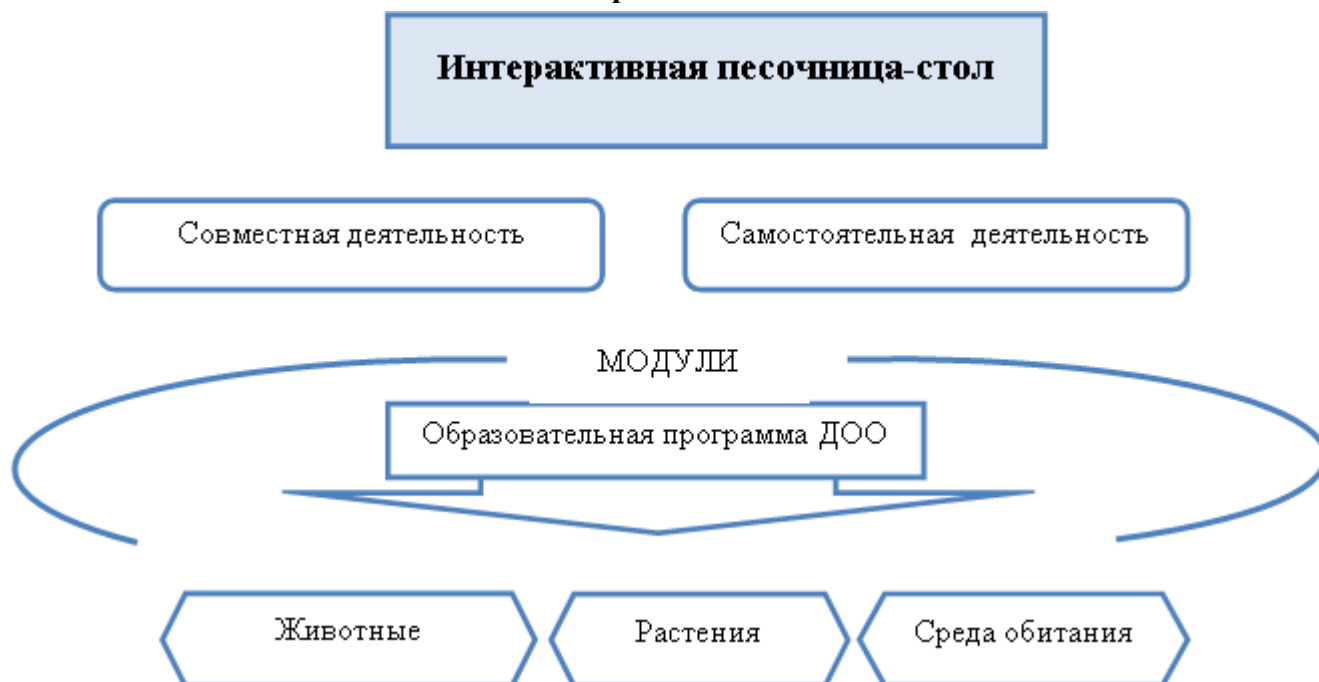 Интерактивная песочница-стол
Совместная деятельность
Самостоятельная деятельность
МОДУЛИ
Образовательная программа ДОО
Животные
Растения
Среда обитания